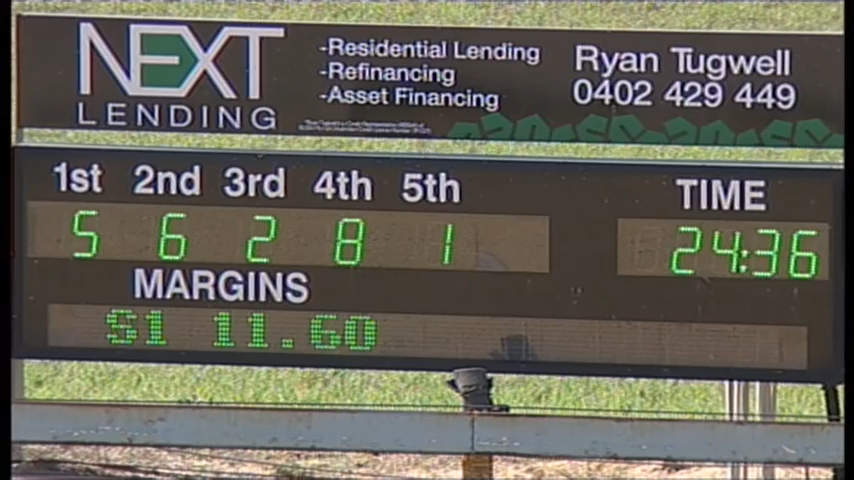 NEXT
LENDING
-Residential Lending
-Refinancing
-Asset Financing
Ryan Tugwell
0402 429 449
1st 2nd 3rd 4th 5th
TIME
5 6 2 8 1
24:36
MARGINS
S1 11.60